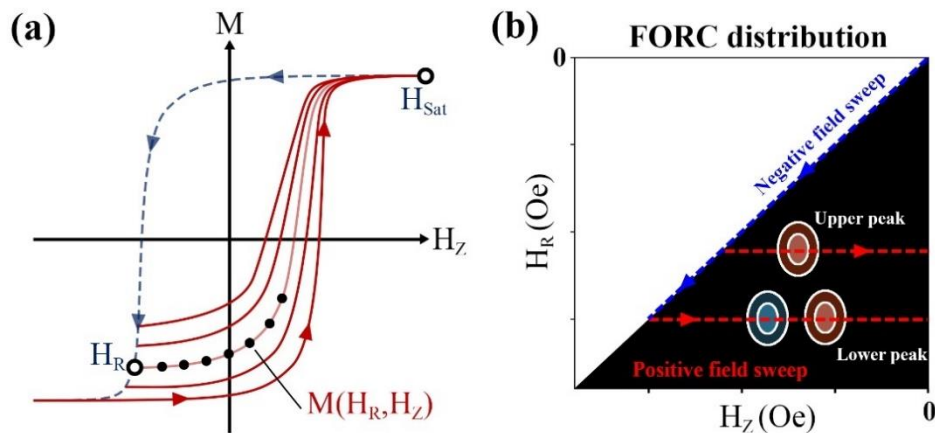 (a)
M
H_Sat
H_Z
H_R
M(H_R,H_Z)
(b)
FORC distribution
0
Negative field sweep
H_R (Oe)
Upper peak
Lower peak
Positive field sweep
H_Z (Oe)
0